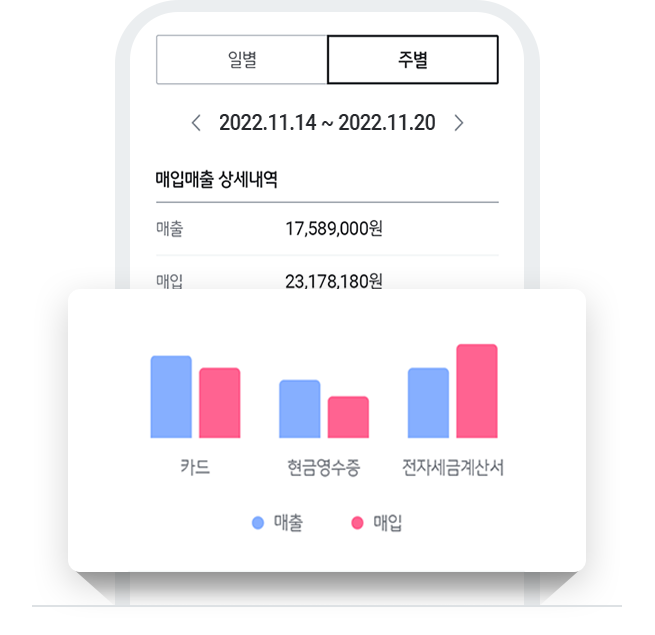 일별 주별
2022.11.14 ~ 2022.11.20
매입매출 상세내역
매출 17,589,000원
매입 23,178,180원
카드 현금영수증 전자세금계산서
매출 매입